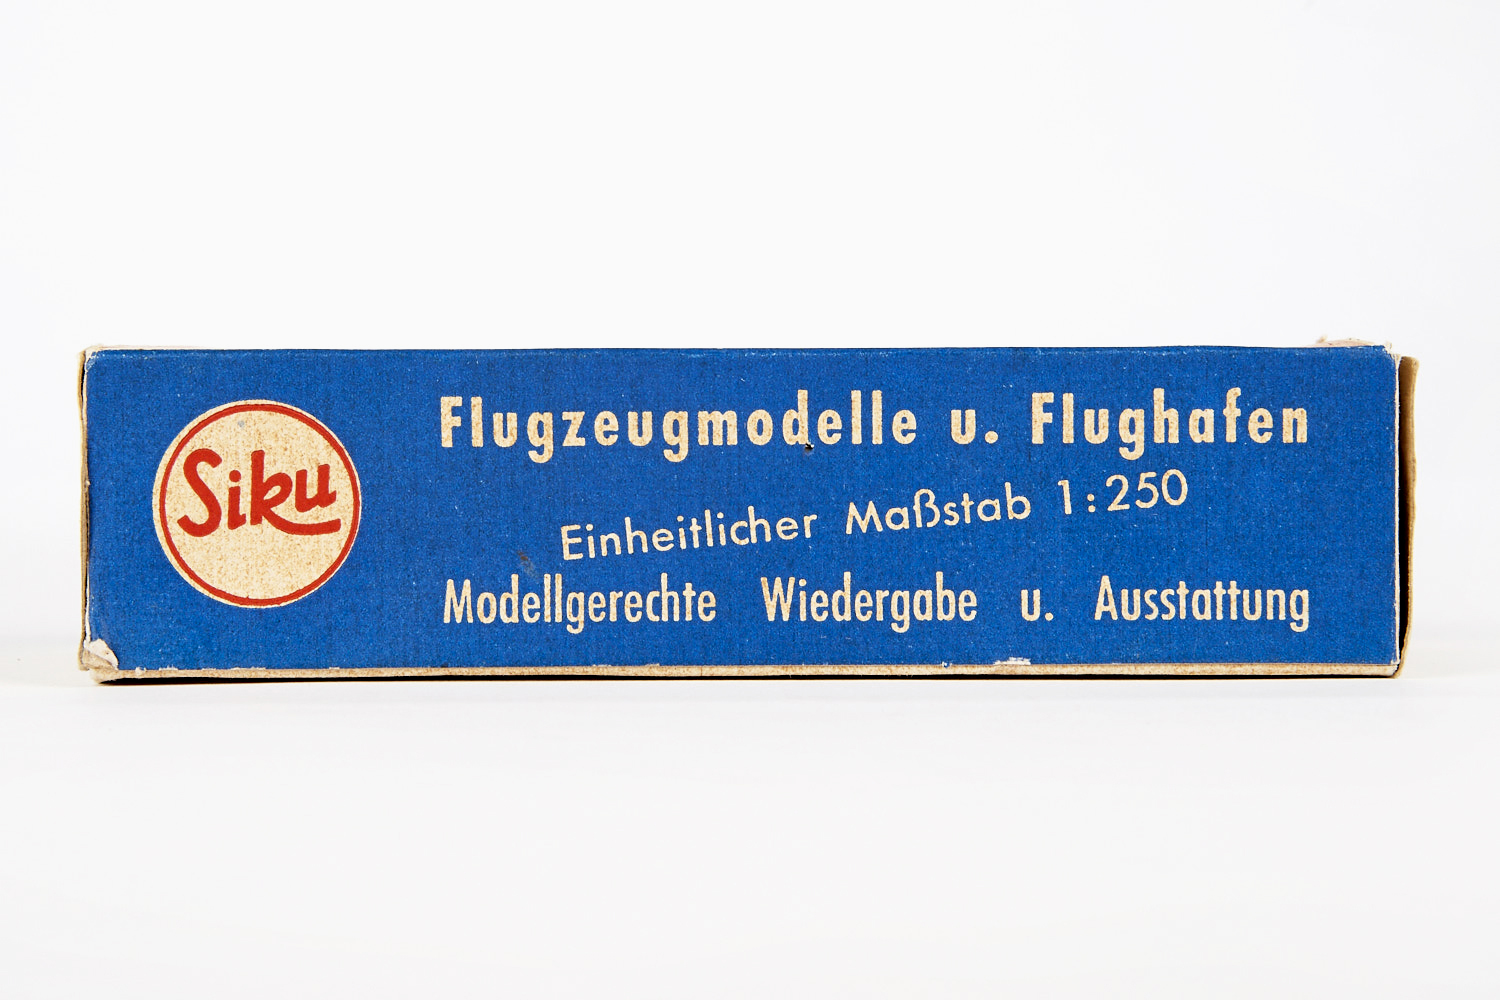 Siku
Flugzeugmodelle u. Flughafen
Einheitlicher Maßstab 1:250
Modellgerechte Wiedergabe u. Ausstattung